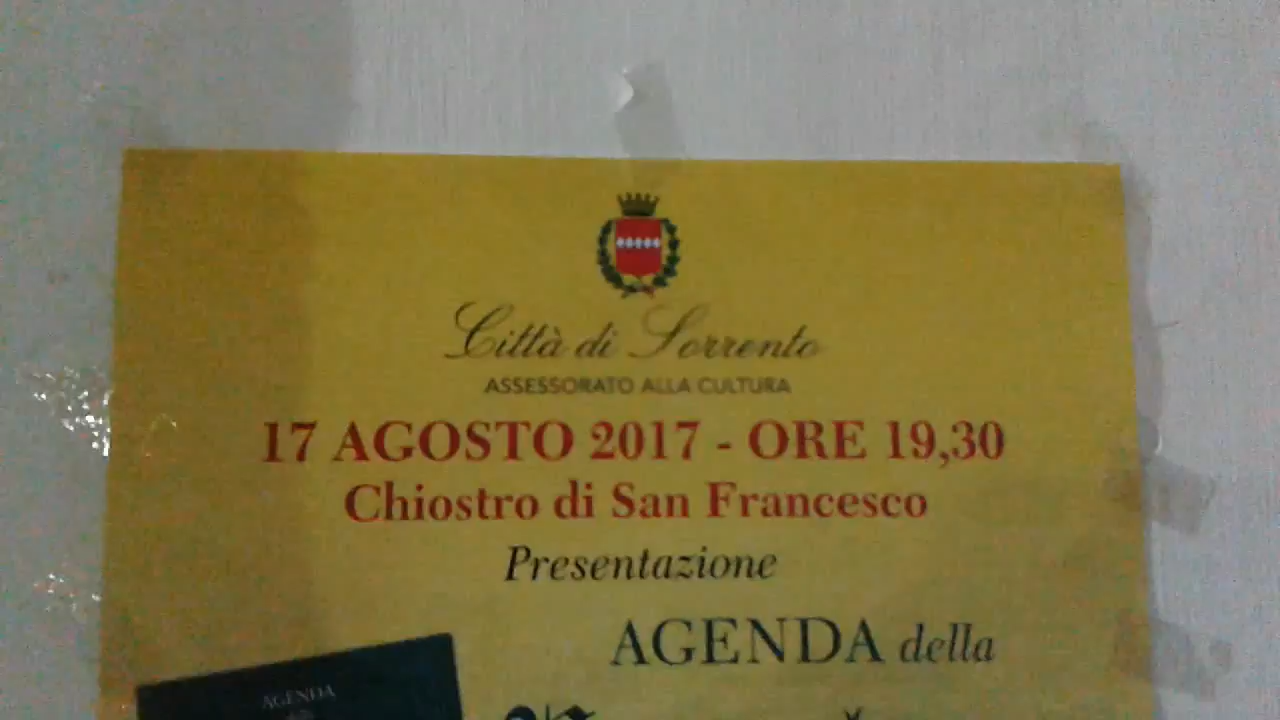 Città di Sorrento
ASSESSORATO ALLA CULTURA
17 AGOSTO 2017 - ORE 19,30
Chiostro di San Francesco
Presentazione
AGENDA della
AGENDA